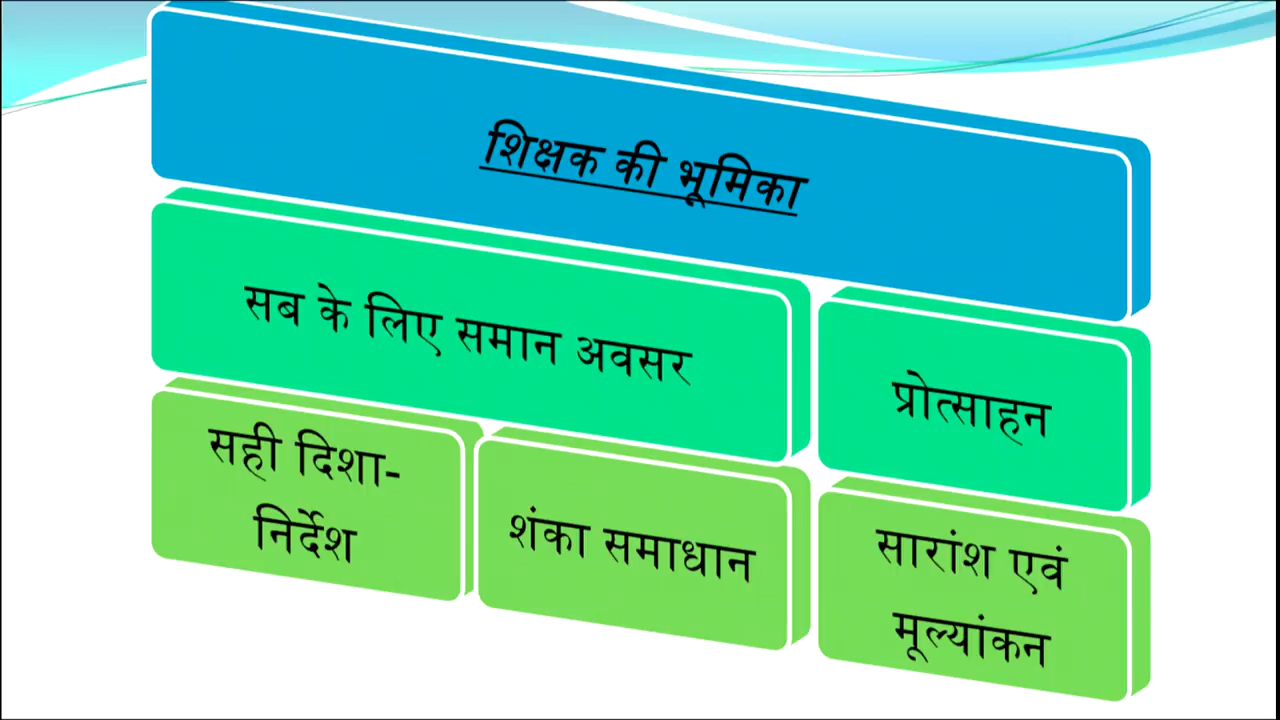 शिक्षक की भूमिका
सब के लिए समान अवसर
प्रोत्साहन
सही दिशा-
निर्देश
शंका समाधान
सारांश एवं
मूल्यांकन